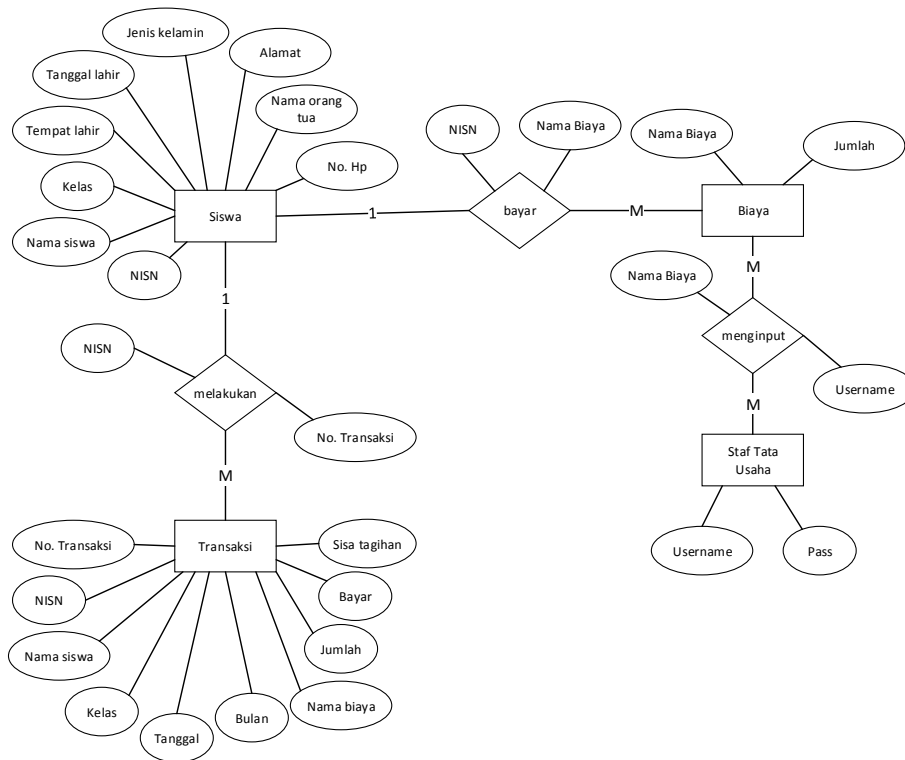 Jenis kelamin
Alamat
Tanggal lahir
Nama orang
tua
Tempat lahir
No. Hp
Kelas
Nama siswa
NISN
Siswa
1
NISN
Nama Biaya
bayar
M
Nama Biaya
Jumlah
Biaya
M
Nama Biaya
menginput
Username
M
Staf Tata
Usaha
Username
Pass
1
NISN
melakukan
No. Transaksi
M
No. Transaksi
Transaksi
Sisa tagihan
NISN
Bayar
Nama siswa
Jumlah
Kelas
Tanggal
Bulan
Nama biaya